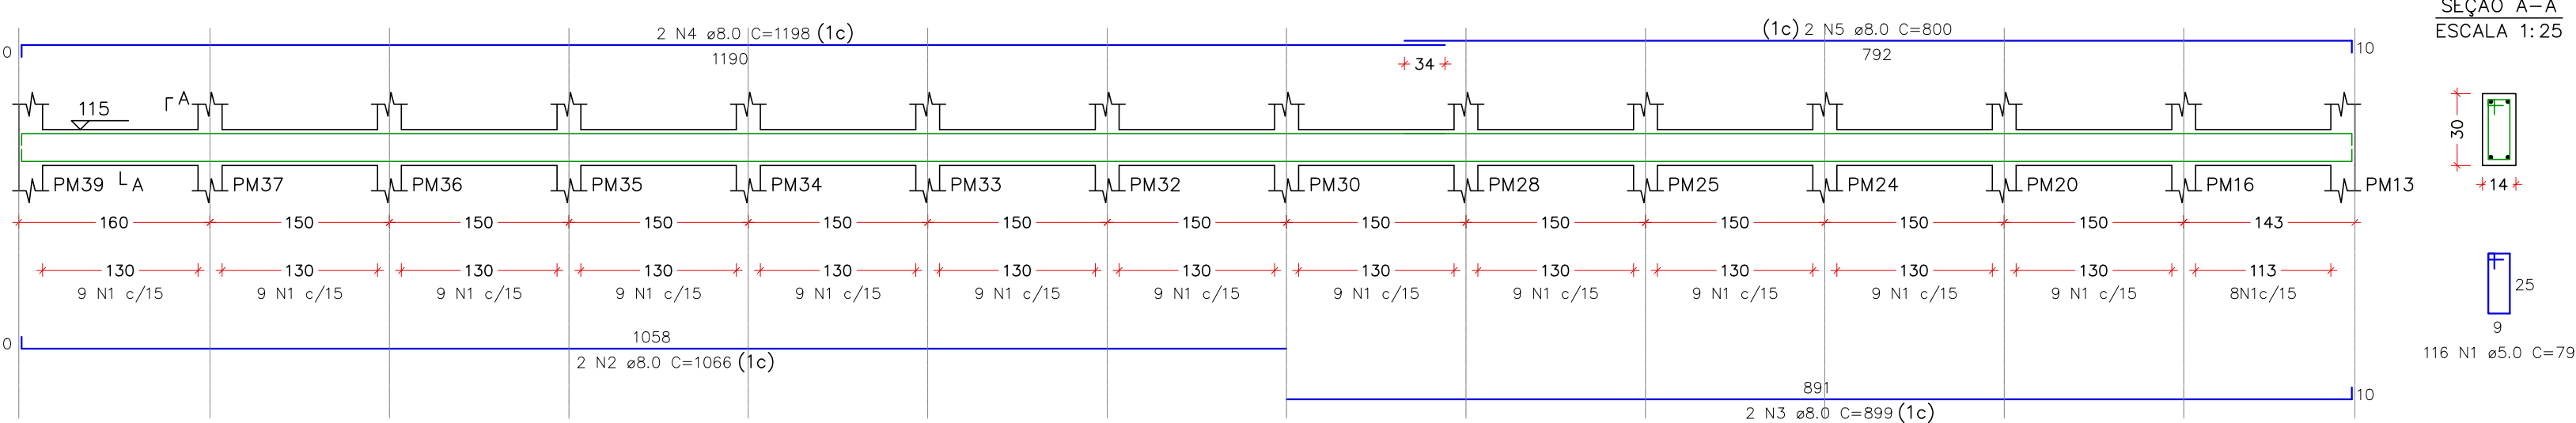 SEÇÃO A-A
ESCALA 1:25
2 N4 ø8.0 C=1198 (1c)
(1c) 2 N5 ø8.0 C=800
0
1190
792
10
34
115
A
30
A
PM39
PM37
PM36
PM35
PM34
PM33
PM32
PM30
PM28
PM25
PM24
PM20
PM16
PM13
14
160
150
150
150
150
150
150
150
150
150
150
150
143
130
130
130
130
130
130
130
130
130
130
130
130
113
9 N1 c/15
9 N1 c/15
9 N1 c/15
9 N1 c/15
9 N1 c/15
9 N1 c/15
9 N1 c/15
9 N1 c/15
9 N1 c/15
9 N1 c/15
9 N1 c/15
9 N1 c/15
8N1c/15
25
9
116 N1 ø5.0 C=79
0
1058
2 N2 ø8.0 C=1066 (1c)
891
10
2 N3 ø8.0 C=899 (1c)